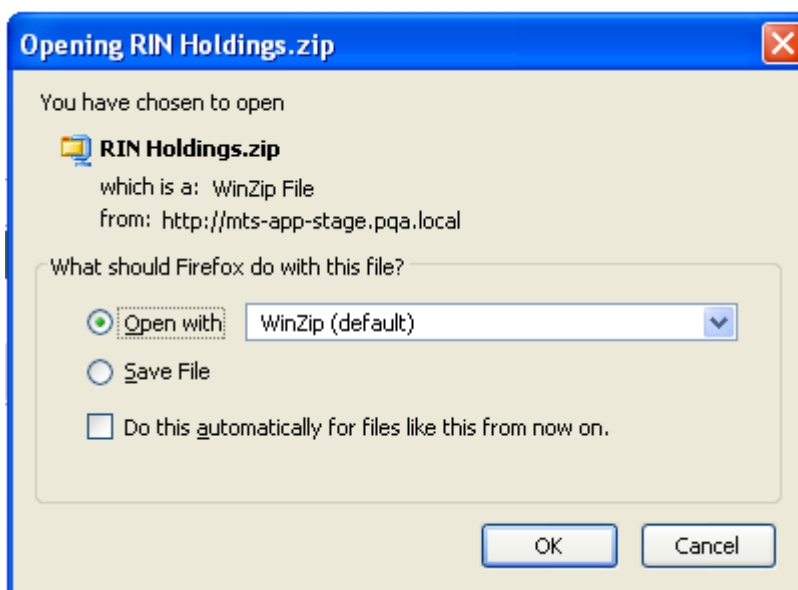 Opening RIN Holdings.zip
You have chosen to open
RIN Holdings.zip
which is a: WinZip File
from: http://mts-app-stage.pqa.local
What should Firefox do with this file?
Open with WinZip (default)
Save File
Do this automatically for files like this from now on.
OK Cancel